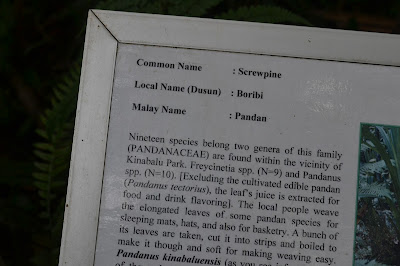 Common Name : Screwpine
Local Name (Dusun) : Boribi
Malay Name : Pandan
Nineteen species belong two genera of this family
(PANDANACEAE) are found within the vicinity of
Kinabalu Park. Freycinetia spp. (N=9) and Pandanus
spp. (N=10). [Excluding the cultivated edible pandan
(Pandanus tectorius), the leaf's juice is extracted for
food and drink flavoring]. The local people weave
the elongated leaves of some pandan species for
sleeping mats, hats, and also for basketry. A bunch of
its leaves are taken, cut into strips and boiled to
make it though and soft for making weaving easy.
Pandanus kinabaluensis (as you